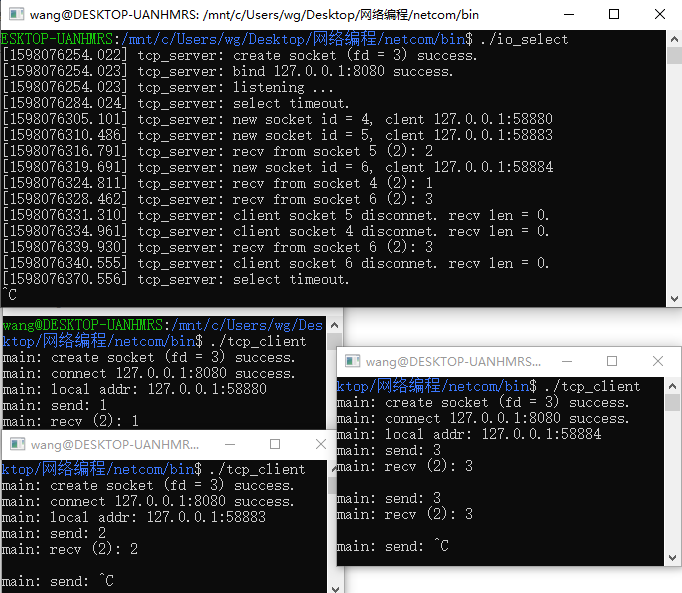 wang@DESKTOP-UANHMRS: /mnt/c/Users/wg/Desktop/网络编程/netcom/bin
ESKTOP-UANHMRS:/mnt/c/Users/wg/Desktop/网络编程/netcom/bin$ ./io_select
[1598076254.022] tcp_server: create socket (fd = 3) success.
[1598076254.023] tcp_server: bind 127.0.0.1:8080 success.
[1598076254.023] tcp_server: listening ...
[1598076284.024] tcp_server: select timeout.
[1598076305.101] tcp_server: new socket id = 4, clent 127.0.0.1:58880
[1598076310.486] tcp_server: new socket id = 5, clent 127.0.0.1:58883
[1598076316.791] tcp_server: recv from socket 5 (2): 2
[1598076319.691] tcp_server: new socket id = 6, clent 127.0.0.1:58884
[1598076324.811] tcp_server: recv from socket 4 (2): 1
[1598076328.462] tcp_server: recv from socket 6 (2): 3
[1598076331.310] tcp_server: client socket 5 disconnet. recv len = 0.
[1598076334.961] tcp_server: client socket 4 disconnet. recv len = 0.
[1598076339.930] tcp_server: recv from socket 6 (2): 3
[1598076340.555] tcp_server: client socket 6 disconnet. recv len = 0.
[1598076370.556] tcp_server: select timeout.
^C
wang@DESKTOP-UANHMRS:/mnt/c/Users/wg/Des
ktop/网络编程/netcom/bin$ ./tcp_client
main: create socket (fd = 3) success.
main: connect 127.0.0.1:8080 success.
main: local addr: 127.0.0.1:58880
main: send: 1
main: recv (2): 1
wang@DESKTOP-UANHMR...
ktop/网络编程/netcom/bin$ ./tcp_client
main: create socket (fd = 3) success.
main: connect 127.0.0.1:8080 success.
main: local addr: 127.0.0.1:58883
main: send: 2
main: recv (2): 2
main: send: ^C
wang@DESKTOP-UANHMRS...
ktop/网络编程/netcom/bin$ ./tcp_client
main: create socket (fd = 3) success.
main: connect 127.0.0.1:8080 success.
main: local addr: 127.0.0.1:58884
main: send: 3
main: recv (2): 3
main: send: 3
main: recv (2): 3
main: send: ^C